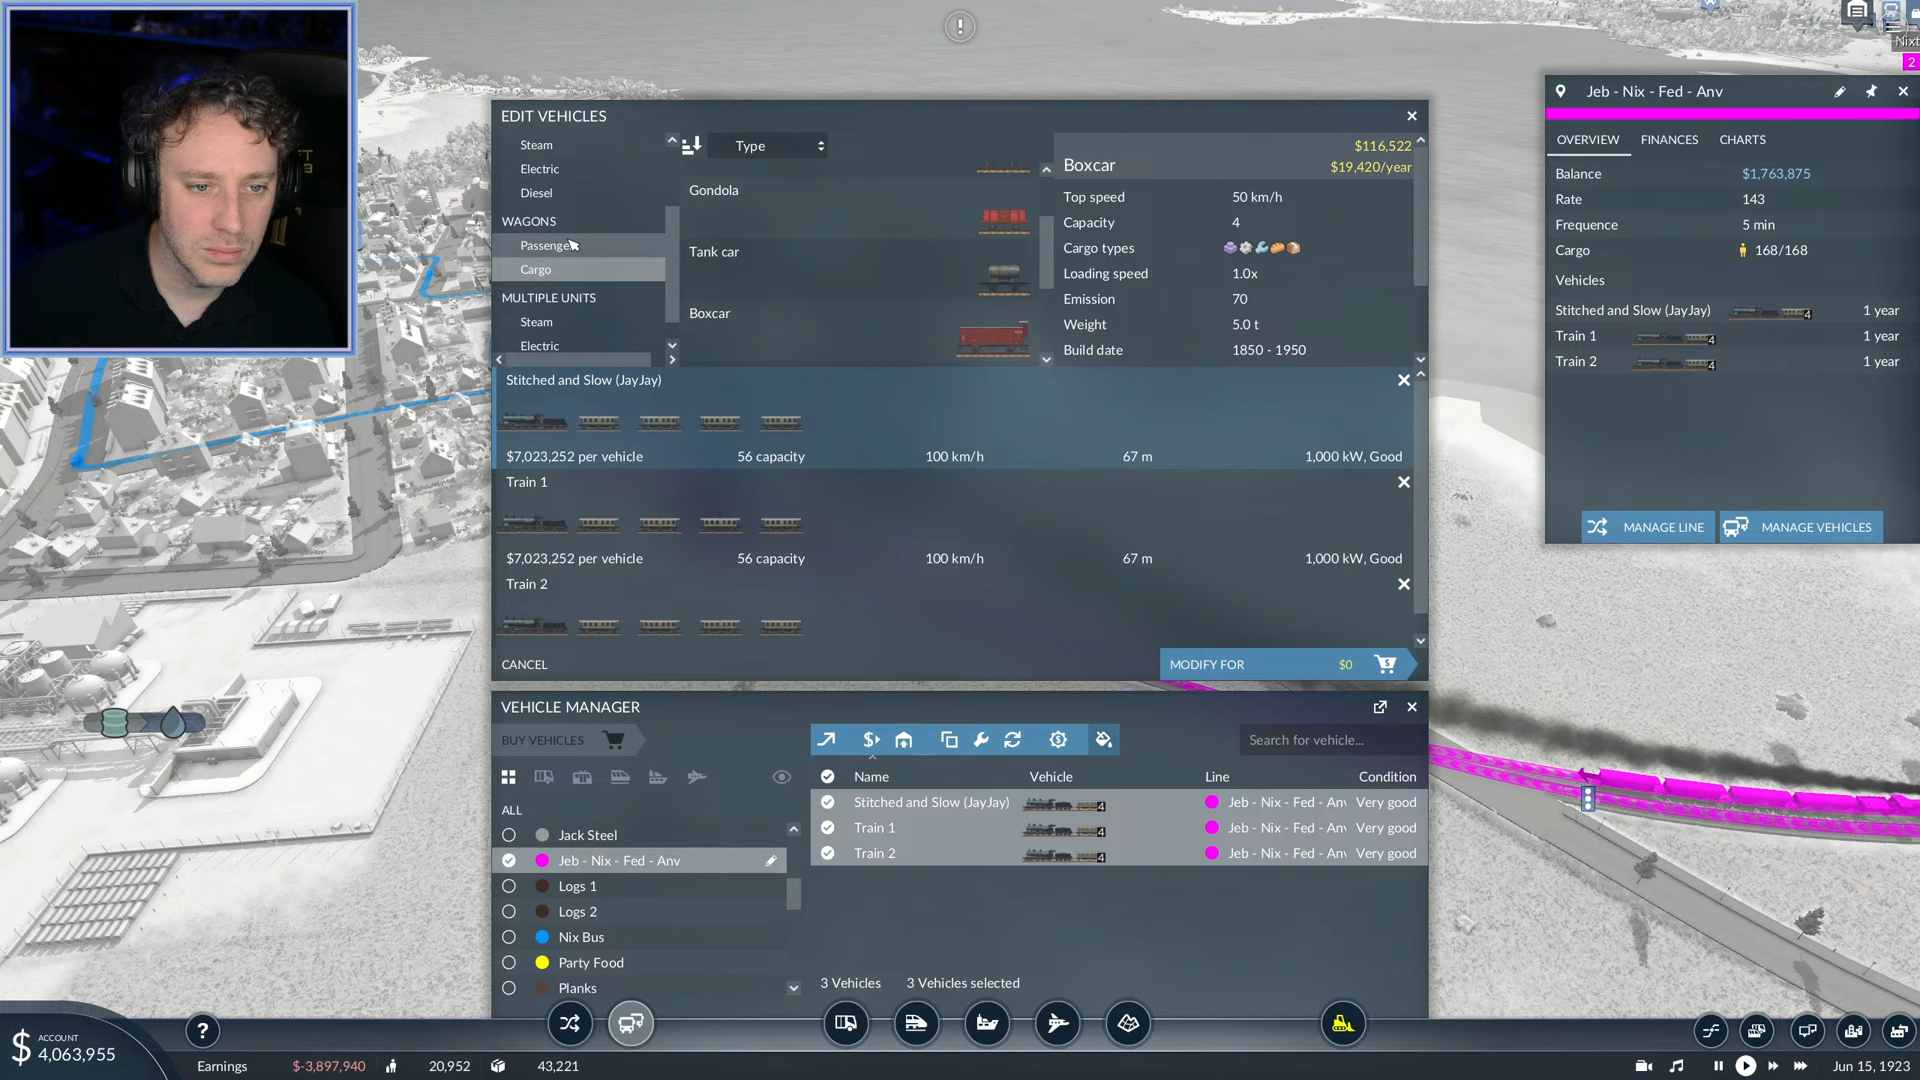 Nixt
2
EDIT VEHICLES
Steam
Electric
Diesel
WAGONS
Cargo
MULTIPLE UNITS
Steam
Electric
Type
Gondola
Tank car
Boxcar
$116,522
Boxcar
$19,420/year
Top speed 50 km/h
Capacity 4
Cargo types
Loading speed 1.0x
Emission 70
Weight 5.0 t
Build date 1850 - 1950
Stitched and Slow (JayJay)
$7,023,252 per vehicle 56 capacity 100 km/h 67 m 1,000 kW, Good
Train 1
$7,023,252 per vehicle 56 capacity 100 km/h 67 m 1,000 kW, Good
Train 2
CANCEL
MODIFY FOR $0
Jeb - Nix - Fed - Anv
OVERVIEW FINANCES CHARTS
Balance $1,763,875
Rate 143
Frequence 5 min
Cargo 168/168
Vehicles
Stitched and Slow (JayJay) 4 1 year
Train 1 4 1 year
Train 2 4 1 year
MANAGE LINE MANAGE VEHICLES
VEHICLE MANAGER
BUY VEHICLES
ALL
Jack Steel
Jeb - Nix - Fed - Anv
Logs 1
Logs 2
Nix Bus
Party Food
Planks
Search for vehicle...
Name Vehicle Line Condition
Stitched and Slow (JayJay) 4 Jeb - Nix - Fed - Anv Very good
Train 1 4 Jeb - Nix - Fed - Anv Very good
Train 2 4 Jeb - Nix - Fed - Anv Very good
3 Vehicles 3 Vehicles selected
$ ACCOUNT
4,063,955
?
Earnings $-3,897,940 20,952 43,221
Jun 15, 1923